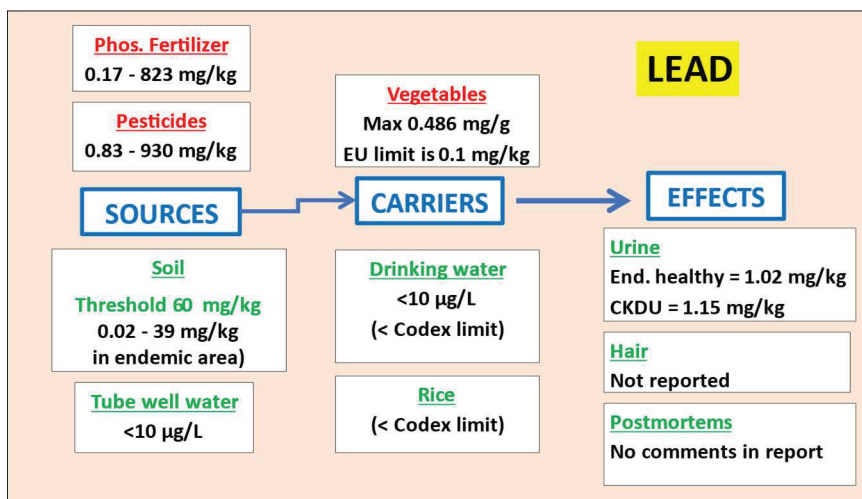 LEAD
Phos. Fertilizer
0.17 - 823 mg/kg
Pesticides
0.83 - 930 mg/kg
SOURCES
Soil
Threshold 60 mg/kg
0.02 - 39 mg/kg
in endemic area)
Tube well water
<10 µg/L
Vegetables
Max 0.486 mg/g
EU limit is 0.1 mg/kg
CARRIERS
Drinking water
<10 µg/L
(< Codex limit)
Rice
(< Codex limit)
EFFECTS
Urine
End. healthy = 1.02 mg/kg
CKDU = 1.15 mg/kg
Hair
Not reported
Postmortems
No comments in report